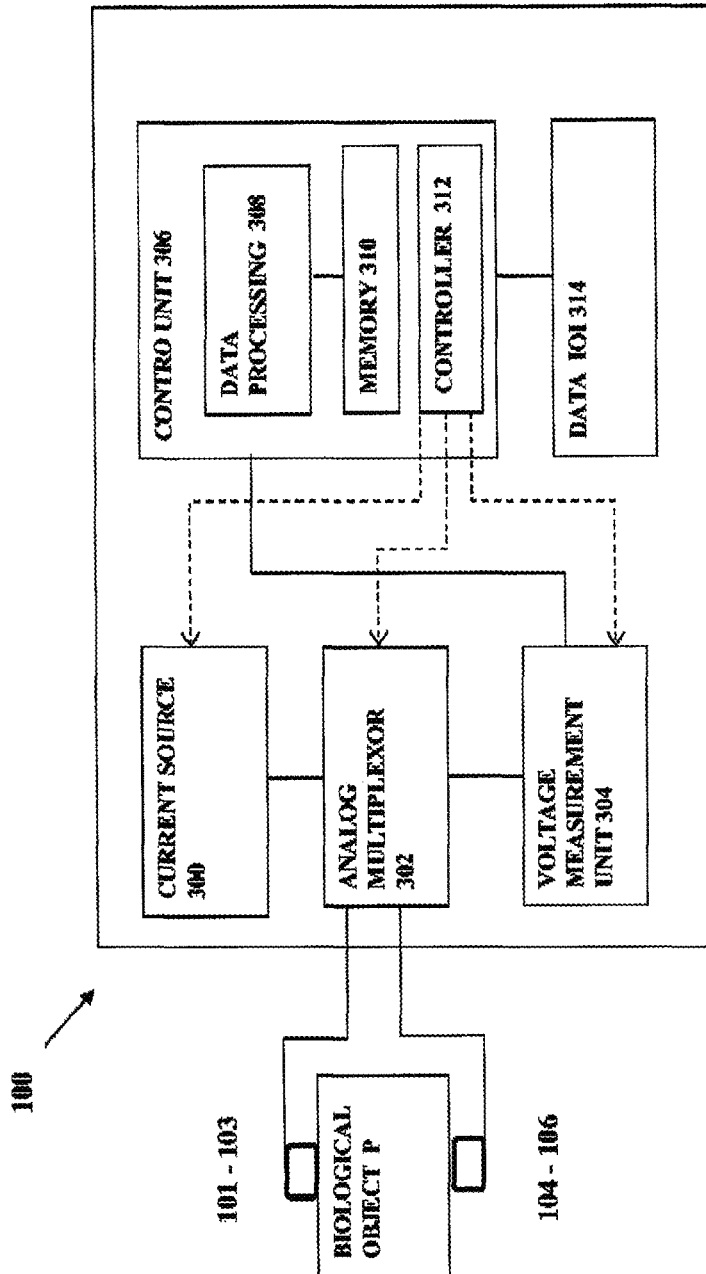 100
101 - 103
BIOLOGICAL
OBJECT P
104 - 106
CURRENT SOURCE
300
ANALOG
MULTIPLEXOR
302
VOLTAGE
MEASUREMENT
UNIT 304
CONTRO UNIT 306
DATA
PROCESSING 308
MEMORY 310
CONTROLLER 312
DATA IOI 314